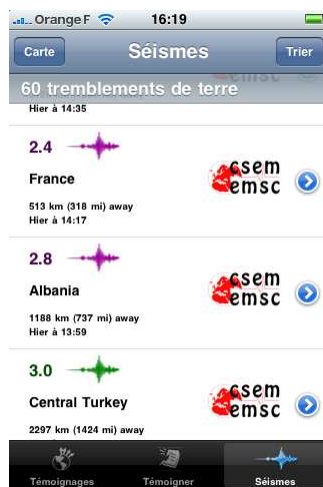 Orange F
16:19
Carte
Séismes
Trier
60 tremblements de terre
Hier à 14:35
2.4
France
csem
emsc
513 km (318 mi) away
Hier à 14:17
2.8
Albania
csem
emsc
1188 km (737 mi) away
Hier à 13:59
3.0
Central Turkey
csem
emsc
2297 km (1424 mi) away
Témoignages
Témoigner
Séismes